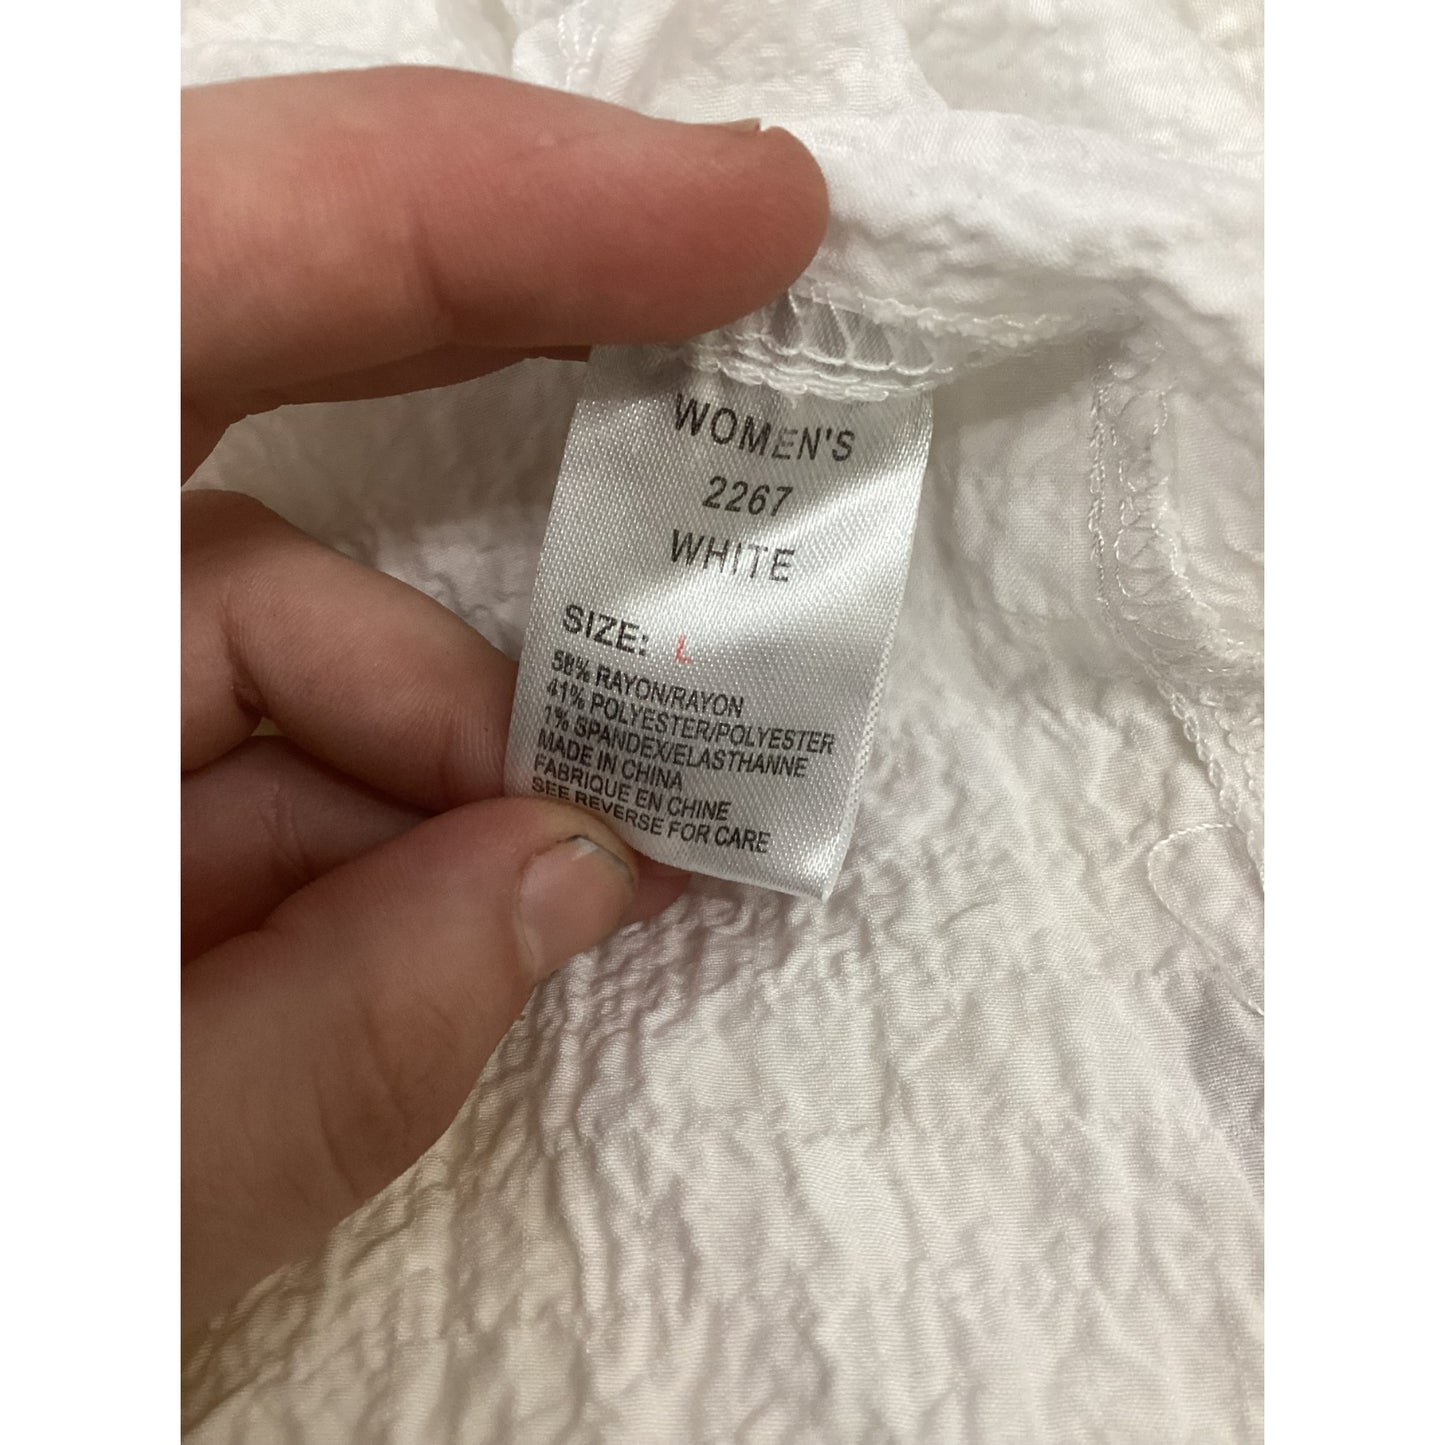 WOMEN'S
2267
WHITE
SIZE: L
58% RAYON/RAYON
41% POLYESTER/POLYESTER
1% SPANDEX/ELASTHANNE
MADE IN CHINA
FABRIQUE EN CHINE
SEE REVERSE FOR CARE